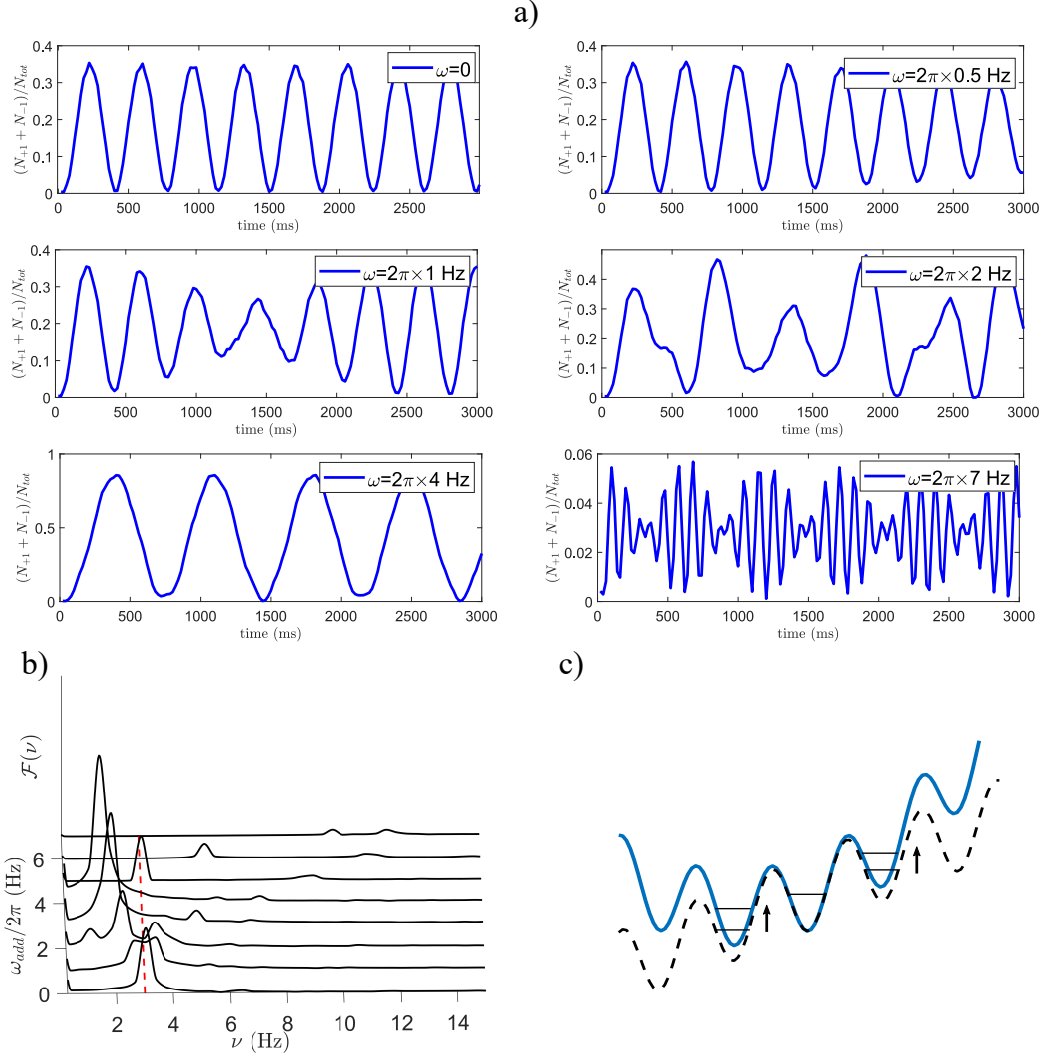 a)
0.4
0.3
0.2
0.1
0
(N+1 + N−1)/Ntot
ω=0
0 500 1000 1500 2000 2500
time (ms)
0.4
0.3
0.2
0.1
0
(N+1 + N−1)/Ntot
ω=2π×0.5 Hz
0 500 1000 1500 2000 2500 3000
time (ms)
0.4
0.3
0.2
0.1
0
(N+1 + N−1)/Ntot
ω=2π×1 Hz
0 500 1000 1500 2000 2500 3000
time (ms)
0.4
0.3
0.2
0.1
0
(N+1 + N−1)/Ntot
ω=2π×2 Hz
0 500 1000 1500 2000 2500 3000
time (ms)
1
0.5
0
(N+1 + N−1)/Ntot
ω=2π×4 Hz
0 500 1000 1500 2000 2500 3000
time (ms)
0.06
0.04
0.02
0
(N+1 + N−1)/Ntot
ω=2π×7 Hz
0 500 1000 1500 2000 2500 3000
time (ms)
b)
ℱ(ν)
ωadd/2π (Hz)
6
4
2
0
2 4 6 8 10 12 14
ν (Hz)
c)